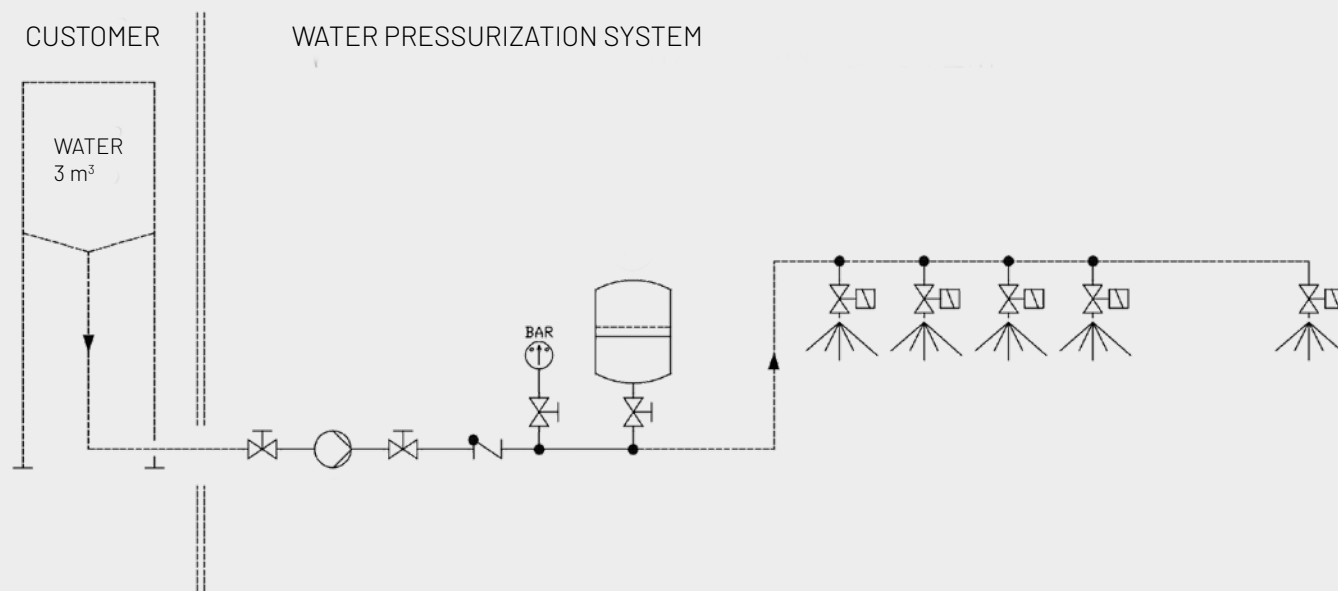 CUSTOMER
WATER PRESSURIZATION SYSTEM
WATER
3 m³
BAR